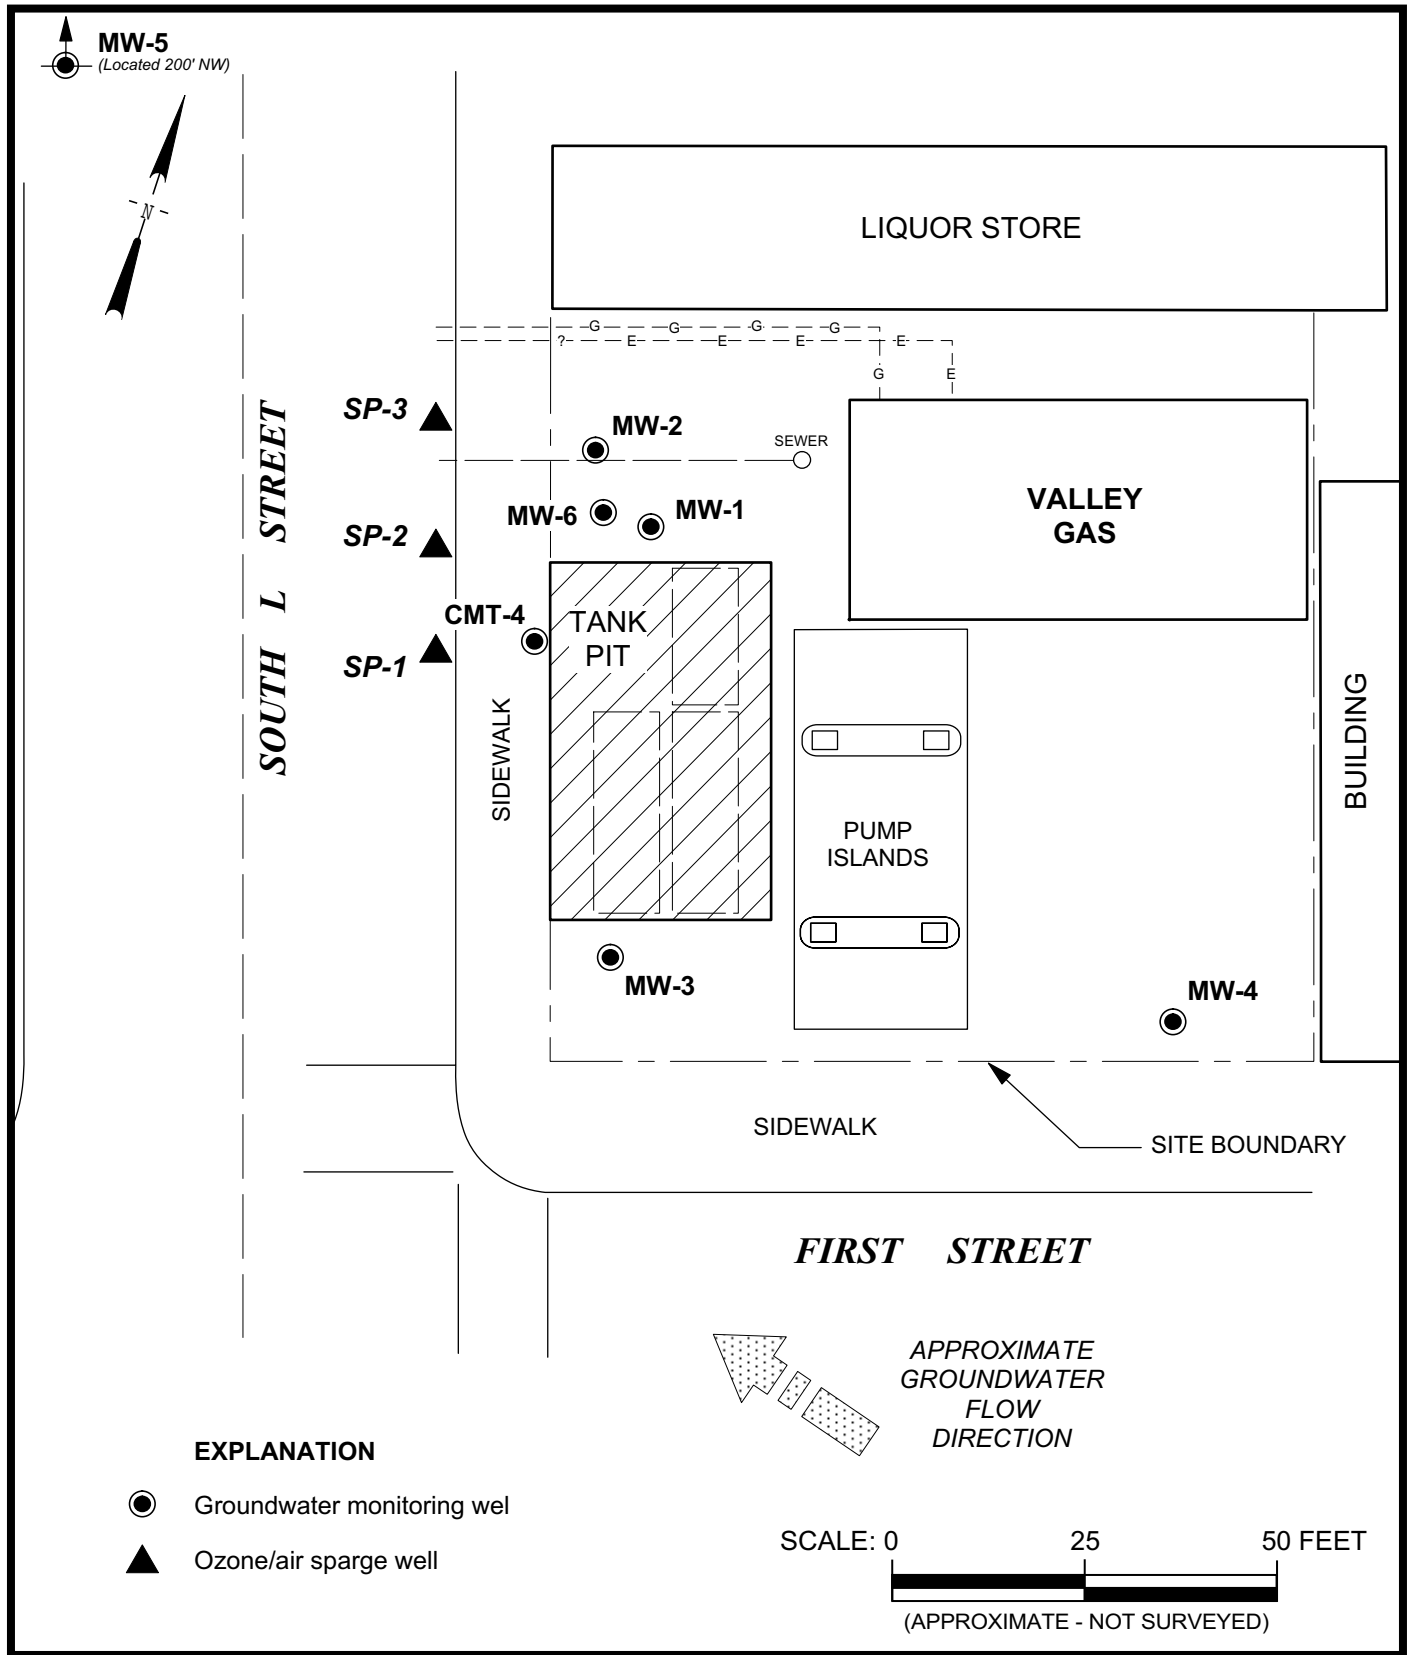 MW-5
(Located 200' NW)
N
LIQUOR STORE
G G G G
? E E E E
G E
SP-3
MW-2
SEWER
SOUTH L STREET
MW-6
MW-1
VALLEY
GAS
SP-2
CMT-4
TANK
PIT
SP-1
SIDEWALK
BUILDING
PUMP
ISLANDS
MW-3
MW-4
SIDEWALK
SITE BOUNDARY
FIRST STREET
APPROXIMATE
GROUNDWATER
FLOW
DIRECTION
EXPLANATION
Groundwater monitoring wel
Ozone/air sparge well
SCALE: 0 25 50 FEET
(APPROXIMATE - NOT SURVEYED)